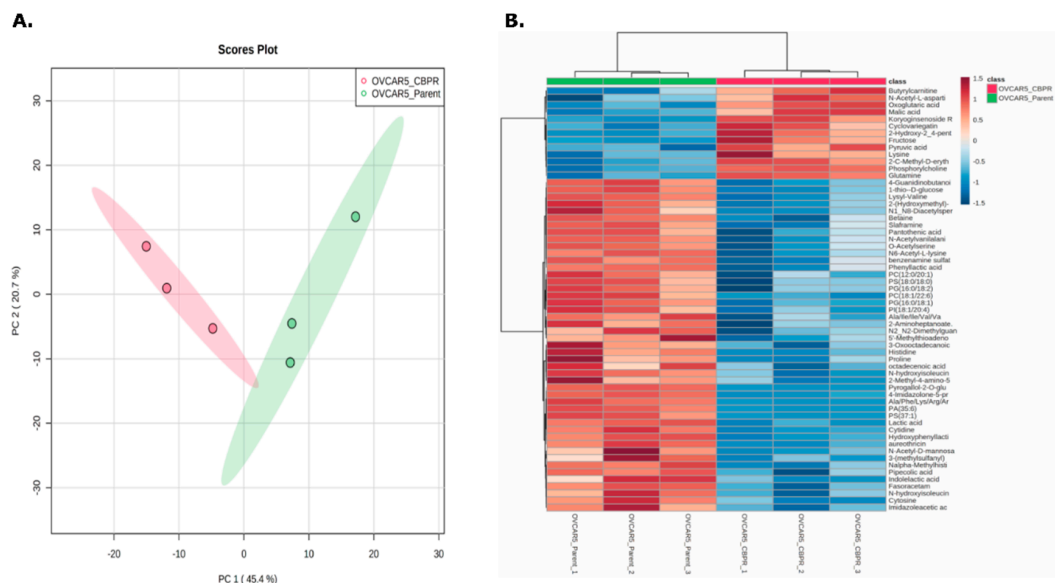 A.
B.
Scores Plot
OVCAR5_CBPR
OVCAR5_Parent
30
20
10
0
-10
-20
-30
PC 2 ( 20.7 %)
-20
-10
0
10
20
30
PC 1 ( 45.4 %)
class
Butyrylcarnitine
N-Acetyl-L-asparti
Oxoglutaric acid
Malic acid
Koryoginsenoside R
Cyclovariegatin
2-Hydroxy-2_4-pent
Fructose
Pyruvic acid
Lysine
2-C-Methyl-D-eryth
Phosphorylcholine
Glutamine
4-Guanidinobutanoi
1-thio--D-glucose
Lysyl-Valine
2-(Hydroxymethyl)-
N1_N8-Diacetylsper
Betaine
Slaframine
Pantothenic acid
N-Acetylvanilalani
O-Acetylserine
N6-Acetyl-L-lysine
benzenamine sulfat
Phenyllactic acid
PC(12:0/20:1)
PS(18:0/18:0)
PG(16:0/18:2)
PC(18:1/22:6)
PG(16:0/18:1)
PI(18:1/20:4)
Ala/Ile/Ile/Val/Va
2-Aminoheptanoate.
N2_N2-Dimethylguan
5'-Methylthioadeno
3-Oxooctadecanoic
Histidine
Proline
octadecenoic acid
N-hydroxyisoleucin
2-Methyl-4-amino-5
Pyrogallol-2-O-glu
4-Imidazolone-5-pr
Ala/Phe/Lys/Arg/Ar
PA(35:6)
PS(37:1)
Lactic acid
Cytidine
Hydroxyphenyllacti
aureothricin
N-Acetyl-D-mannosa
3-(methylsulfanyl)
Nalpha-Methylhisti
Pipecolic acid
Indolelactic acid
Fasoracetam
N-hydroxyisoleucin
Cytosine
Imidazoleacetic ac
OVCAR5_Parent_1
OVCAR5_Parent_2
OVCAR5_Parent_3
OVCAR5_CBPR_1
OVCAR5_CBPR_2
OVCAR5_CBPR_3
1.5
1
0.5
0
-0.5
-1
-1.5
class
OVCAR5_CBPR
OVCAR5_Parent